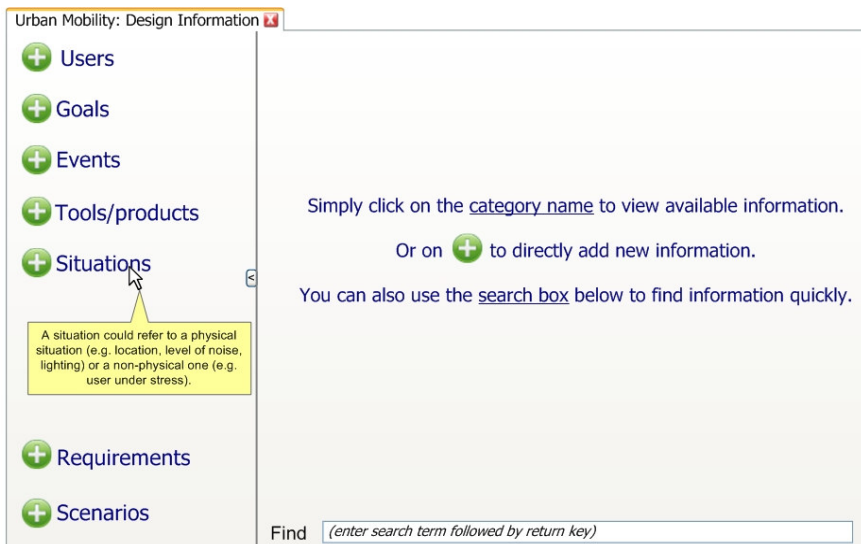 Urban Mobility: Design Information
Users
Goals
Events
Tools/products
Situations
<
A situation could refer to a physical
situation (e.g. location, level of noise,
lighting) or a non-physical one (e.g.
user under stress).
Requirements
Scenarios
Simply click on the category name to view available information.
Or on to directly add new information.
You can also use the search box below to find information quickly.
Find (enter search term followed by return key)